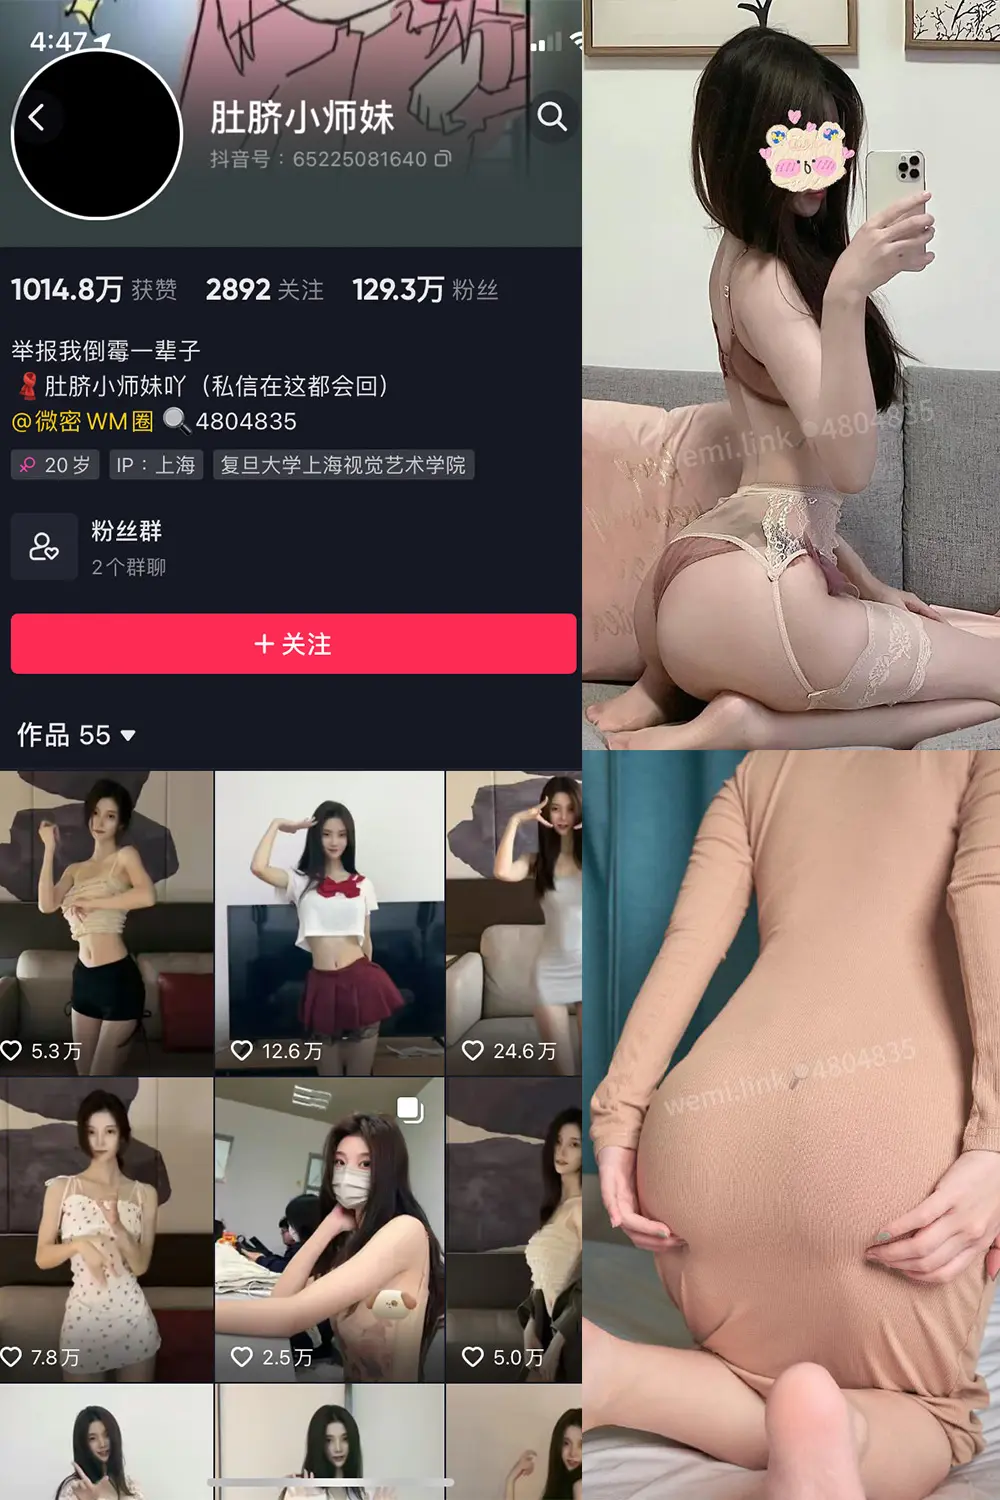 4:47
肚脐小师妹
抖音号：65225081640
1014.8万 获赞 2892 关注 129.3万 粉丝
举报我倒霉一辈子
肚脐小师妹吖（私信在这都会回）
@微密WM圈 4804835
20岁 IP：上海 复旦大学上海视觉艺术学院
粉丝群
2个群聊
+ 关注
作品 55
5.3万 12.6万 24.6万
7.8万 2.5万 5.0万
wemi.link 4804835
wemi.link 4804835